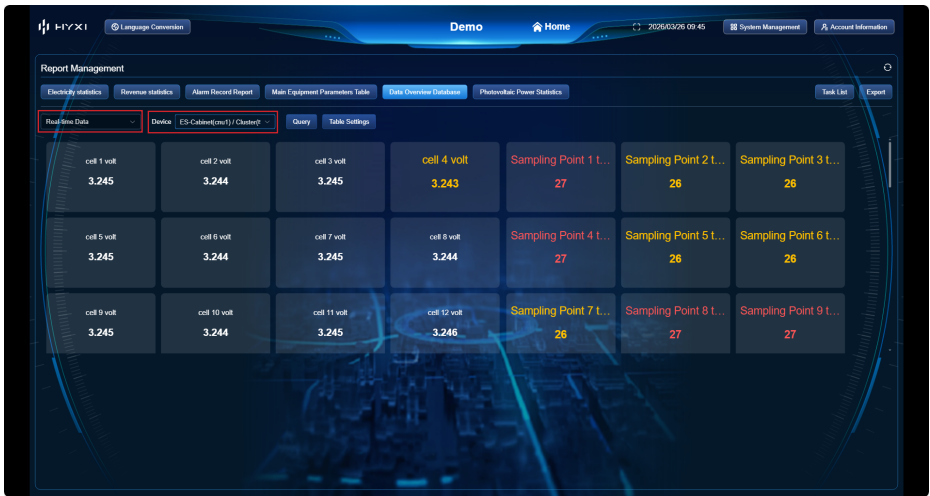 HYXI
Language Conversion
Demo
Home
2026/03/26 09:45
System Management
Account Information
Report Management
Electricity statistics
Revenue statistics
Alarm Record Report
Main Equipment Parameters Table
Data Overview Database
Photovoltaic Power Statistics
Task List
Export
Real-time Data
Device
ES-Cabinet(cmu1) / Cluster(t
Query
Table Settings
cell 1 volt
3.245
cell 2 volt
3.244
cell 3 volt
3.245
cell 4 volt
3.243
Sampling Point 1 t...
27
Sampling Point 2 t...
26
Sampling Point 3 t...
26
cell 5 volt
3.245
cell 6 volt
3.244
cell 7 volt
3.245
cell 8 volt
3.244
Sampling Point 4 t...
27
Sampling Point 5 t...
26
Sampling Point 6 t...
26
cell 9 volt
3.245
cell 10 volt
3.244
cell 11 volt
3.245
cell 12 volt
3.246
Sampling Point 7 t...
26
Sampling Point 8 t...
27
Sampling Point 9 t...
27